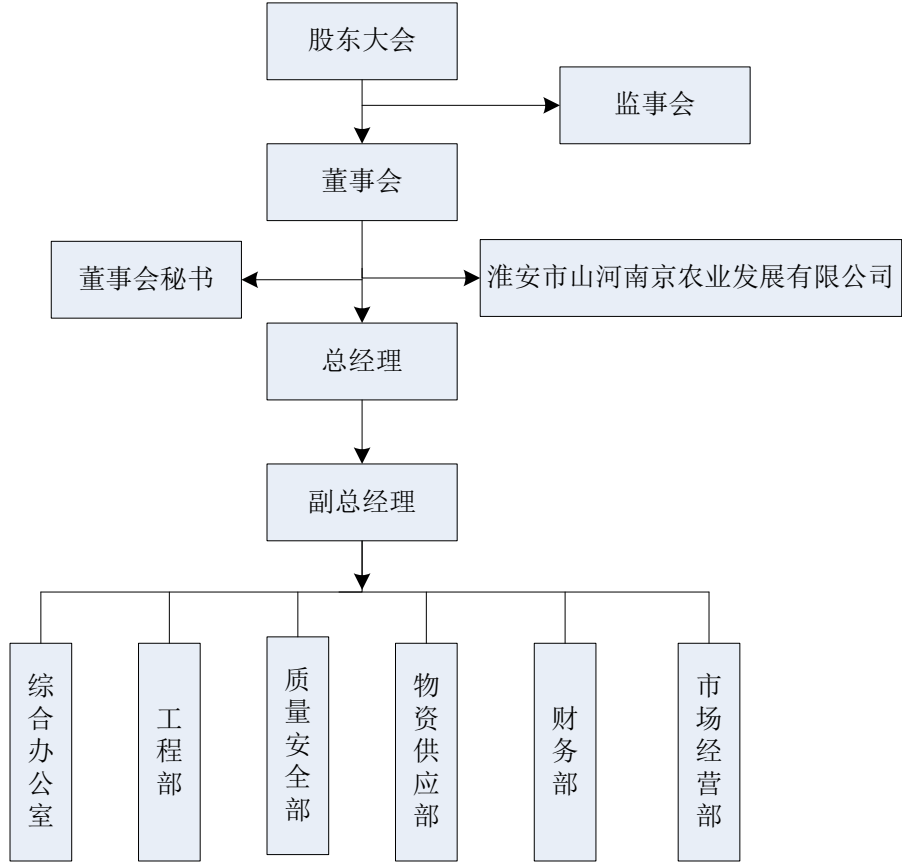 股东大会
监事会
董事会
董事会秘书
淮安市山河南京农业发展有限公司
总经理
副总经理
综合办公室
工程部
质量安全部
物资供应部
财务部
市场经营部